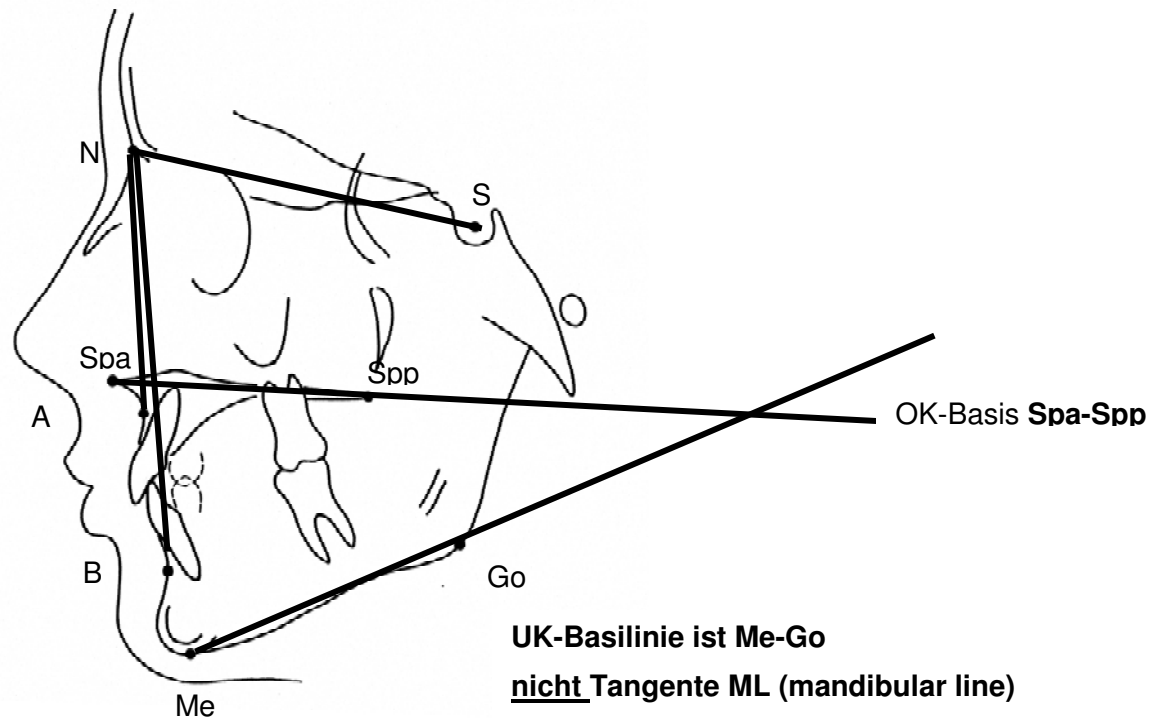 N
S
Spa
Spp
A
OK-Basis Spa-Spp
B
Go
UK-Basilinie ist Me-Go
nicht Tangente ML (mandibular line)
Me